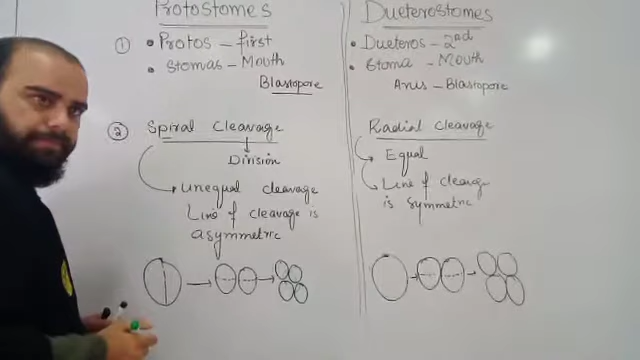 Protostomes
① • Protos - first
• Stomas - Mouth
Blastopore
② Spiral Cleavage
Division
unequal cleavage
Line of cleavage is
asymmetric
Dueterostomes
• Dueteros - 2nd
• Stoma - Mouth
Anus - Blastopore
Radial cleavage
Equal
Line of cleavage
is symmetric